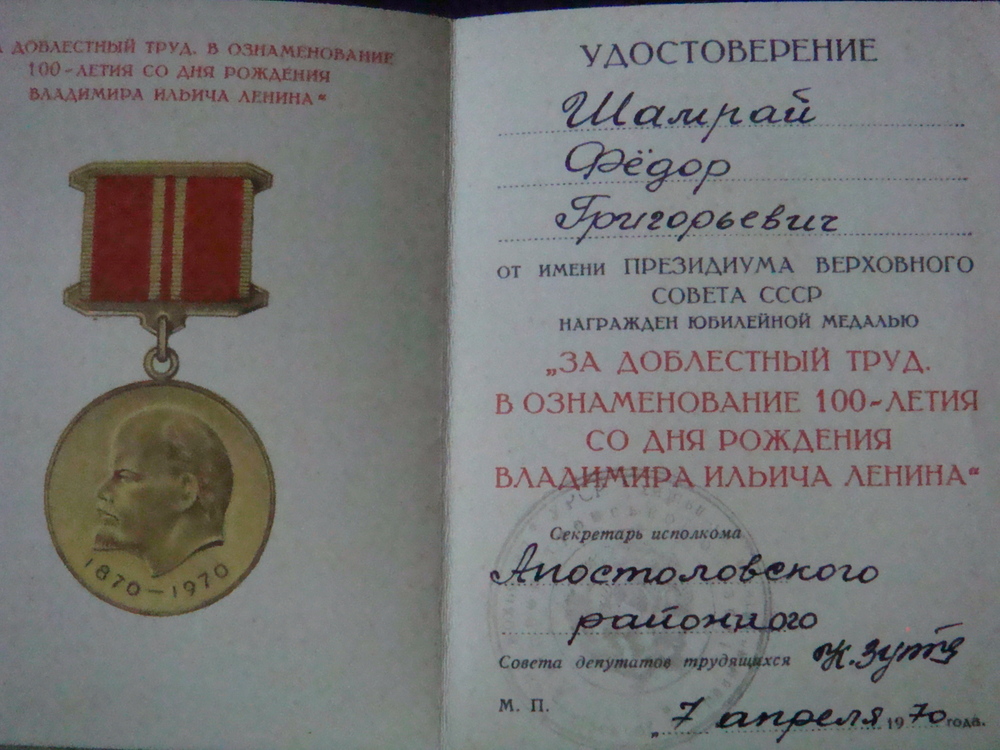 ДОБЛЕСТНЫЙ ТРУД. В ОЗНАМЕНОВАНИЕ
100-ЛЕТИЯ СО ДНЯ РОЖДЕНИЯ
ВЛАДИМИРА ИЛЬИЧА ЛЕНИНА“
1870–1970
УДОСТОВЕРЕНИЕ
Шамрай
Фёдор
Григорьевич
ОТ ИМЕНИ ПРЕЗИДИУМА ВЕРХОВНОГО
СОВЕТА СССР
НАГРАЖДЕН ЮБИЛЕЙНОЙ МЕДАЛЬЮ
„ЗА ДОБЛЕСТНЫЙ ТРУД.
В ОЗНАМЕНОВАНИЕ 100-ЛЕТИЯ
СО ДНЯ РОЖДЕНИЯ
ВЛАДИМИРА ИЛЬИЧА ЛЕНИНА“
УРСР
Секретарь исполкома
Апостоловского
районного
Совета депутатов трудящихся
М. П.
„7 апреля 1970 года.